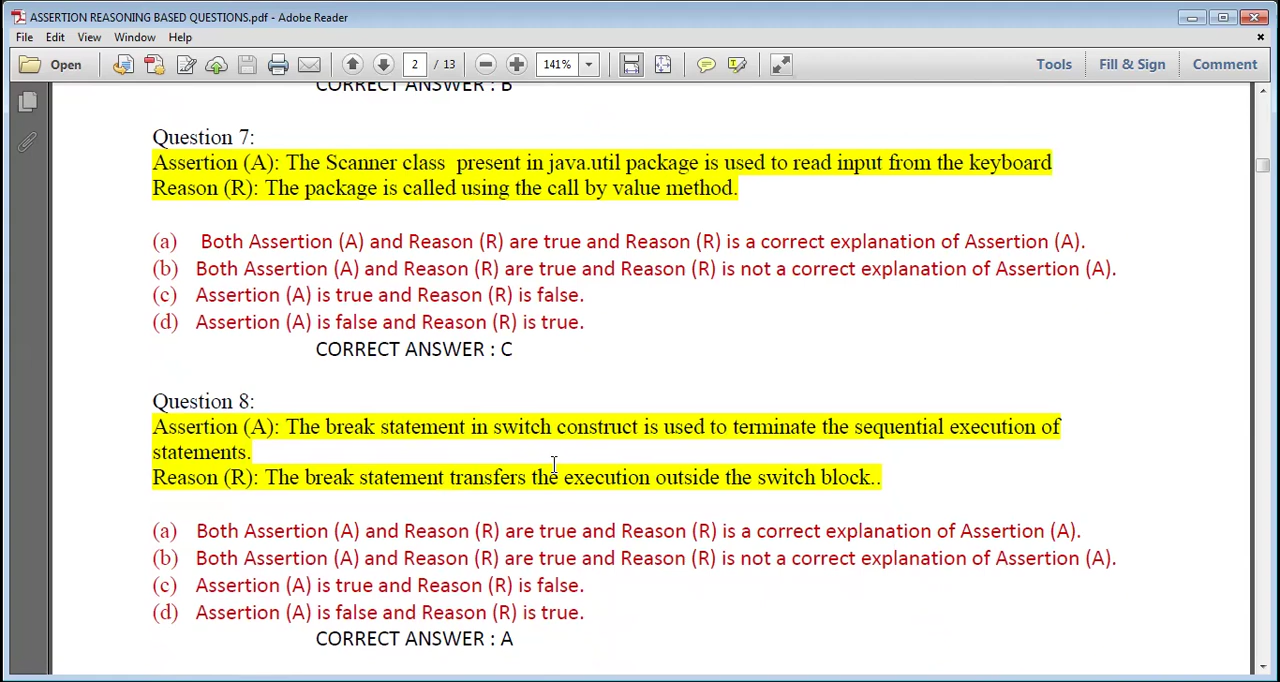 ASSERTION REASONING BASED QUESTIONS.pdf - Adobe Reader
File Edit View Window Help
Open 2 / 13 141% Tools Fill & Sign Comment
CORRECT ANSWER : B
Question 7:
Assertion (A): The Scanner class present in java.util package is used to read input from the keyboard
Reason (R): The package is called using the call by value method.
(a) Both Assertion (A) and Reason (R) are true and Reason (R) is a correct explanation of Assertion (A).
(b) Both Assertion (A) and Reason (R) are true and Reason (R) is not a correct explanation of Assertion (A).
(c) Assertion (A) is true and Reason (R) is false.
(d) Assertion (A) is false and Reason (R) is true.
CORRECT ANSWER : C
Question 8:
Assertion (A): The break statement in switch construct is used to terminate the sequential execution of
statements.
Reason (R): The break statement transfers the execution outside the switch block..
(a) Both Assertion (A) and Reason (R) are true and Reason (R) is a correct explanation of Assertion (A).
(b) Both Assertion (A) and Reason (R) are true and Reason (R) is not a correct explanation of Assertion (A).
(c) Assertion (A) is true and Reason (R) is false.
(d) Assertion (A) is false and Reason (R) is true.
CORRECT ANSWER : A